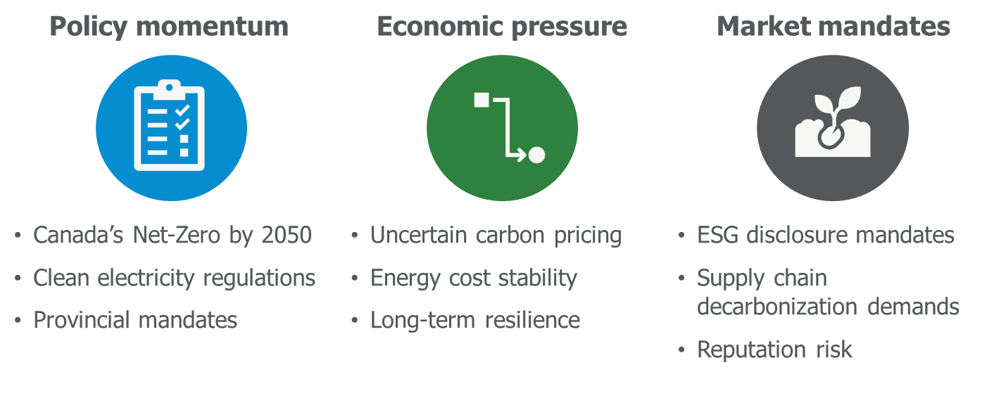 Policy momentum
• Canada’s Net-Zero by 2050
• Clean electricity regulations
• Provincial mandates
Economic pressure
• Uncertain carbon pricing
• Energy cost stability
• Long-term resilience
Market mandates
• ESG disclosure mandates
• Supply chain
decarbonization demands
• Reputation risk